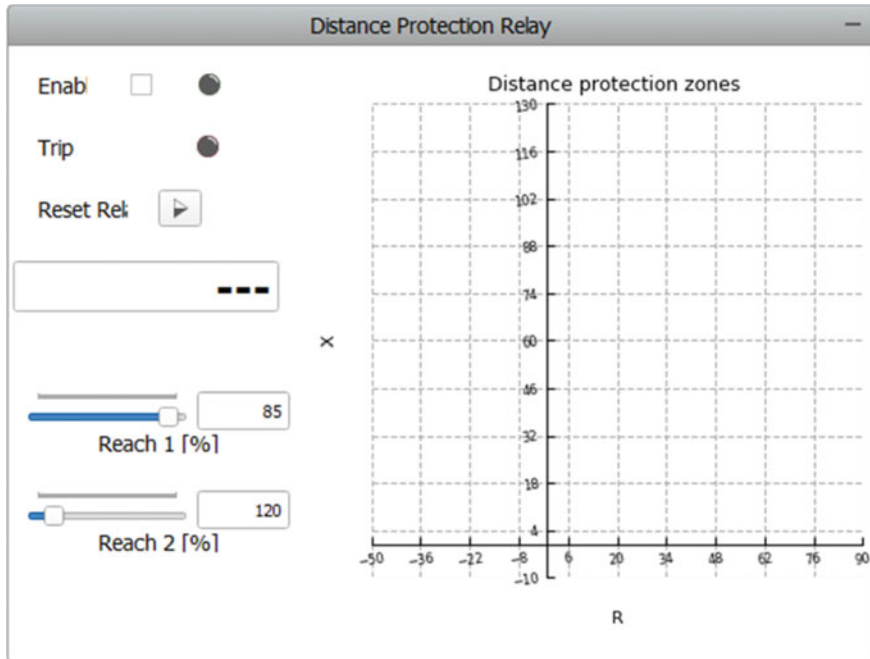 Distance Protection Relay
Enabl
Trip
Reset Rel
---
85
Reach 1 [%]
120
Reach 2 [%]
Distance protection zones
130
116
102
88
74
60
46
32
18
4
-10
X
-50 -36 -22 -8 6 20 34 48 62 76 90
R